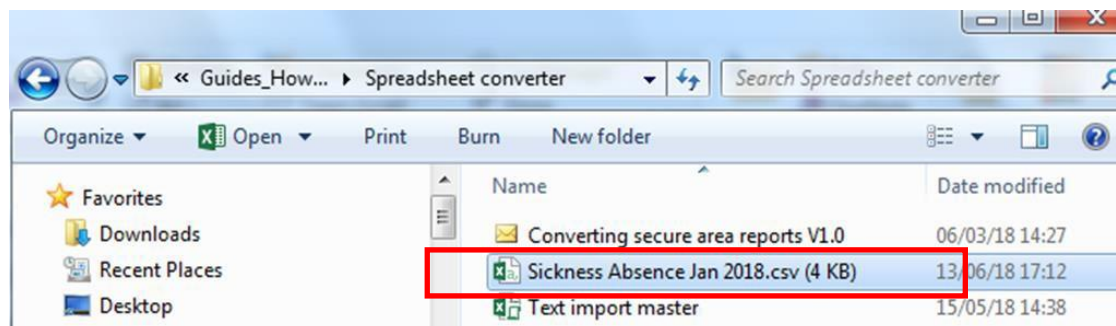 « Guides_How... ▸ Spreadsheet converter Search Spreadsheet converter
Organize Open Print Burn New folder
Name Date modified
Favorites
Downloads
Recent Places
Desktop
Converting secure area reports V1.0 06/03/18 14:27
Sickness Absence Jan 2018.csv (4 KB) 13/06/18 17:12
Text import master 15/05/18 14:38